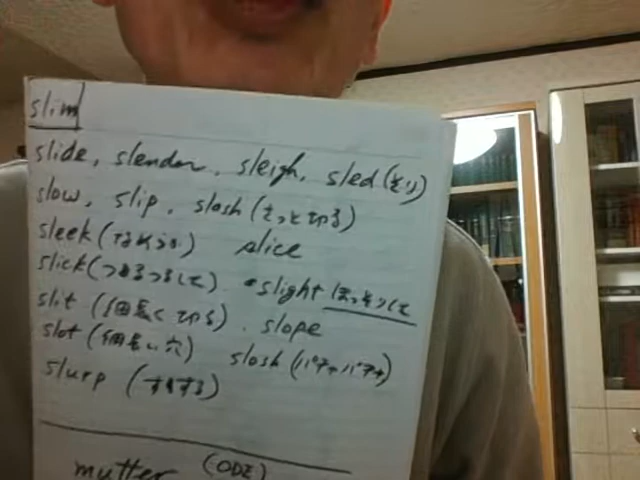 slim
slide, slender, sleigh, sled (そり)
slow, slip, slash (さっと切る)
sleek (なめらか) slice
slick (つるつるして) ・slight ほっそりして
slit (細長く切る). slope
slot (細長い穴) slosh (バチャバチャ)
slurp (すする)
mutter (ODE)